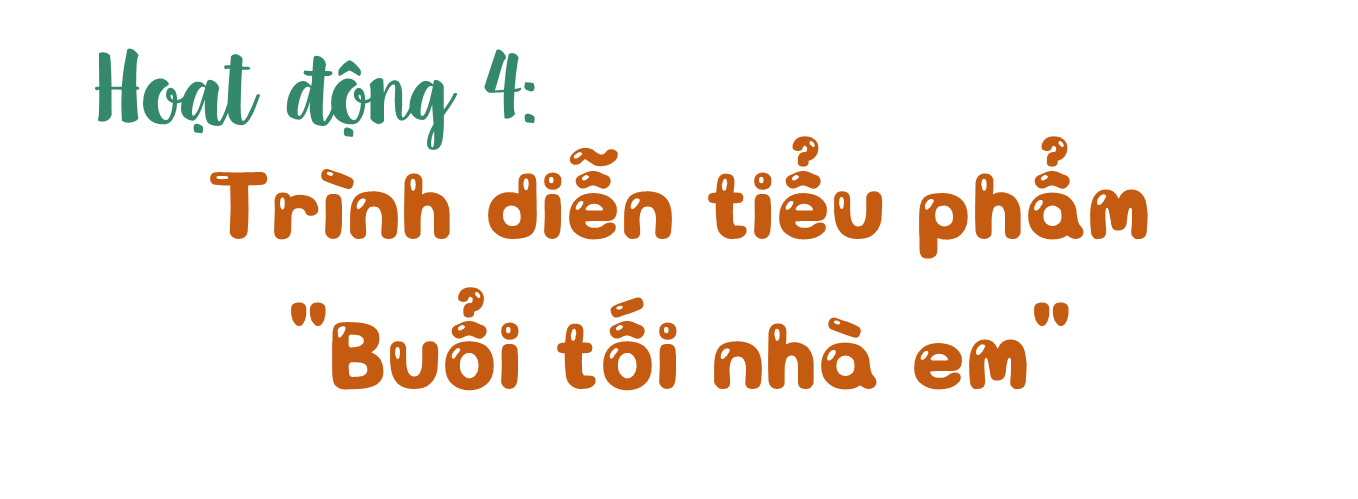 Hoạt động 4:
Trình diễn tiểu phẩm
"Buổi tối nhà em"